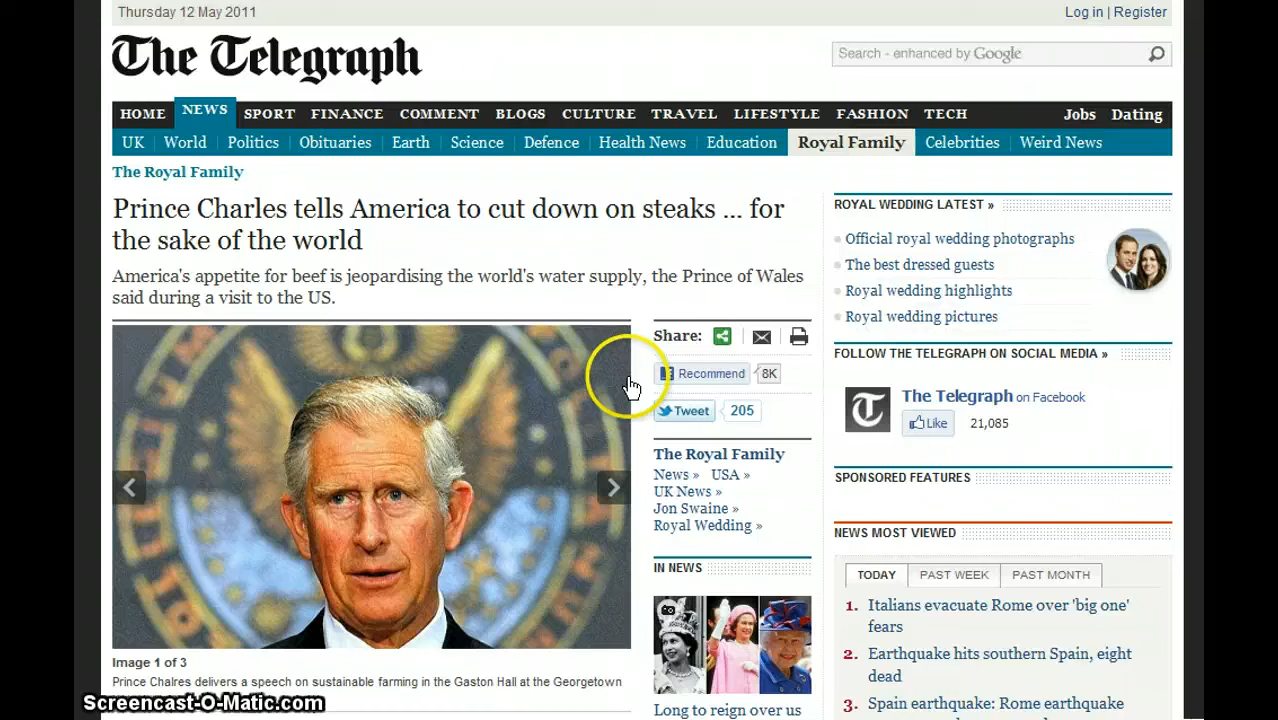 Thursday 12 May 2011
Log in | Register
The Telegraph
Search - enhanced by Google
HOME NEWS SPORT FINANCE COMMENT BLOGS CULTURE TRAVEL LIFESTYLE FASHION TECH Jobs Dating
UK World Politics Obituaries Earth Science Defence Health News Education Royal Family Celebrities Weird News
The Royal Family
Prince Charles tells America to cut down on steaks ... for
the sake of the world
America's appetite for beef is jeopardising the world's water supply, the Prince of Wales
said during a visit to the US.
Image 1 of 3
Prince Chalres delivers a speech on sustainable farming in the Gaston Hall at the Georgetown
Share:
Recommend 8K
Tweet 205
The Royal Family
News » USA »
UK News »
Jon Swaine »
Royal Wedding »
IN NEWS
Long to reign over us
ROYAL WEDDING LATEST »
Official royal wedding photographs
The best dressed guests
Royal wedding highlights
Royal wedding pictures
FOLLOW THE TELEGRAPH ON SOCIAL MEDIA »
The Telegraph on Facebook
Like 21,085
SPONSORED FEATURES
NEWS MOST VIEWED
TODAY PAST WEEK PAST MONTH
1. Italians evacuate Rome over 'big one'
fears
2. Earthquake hits southern Spain, eight
dead
3. Spain earthquake: Rome earthquake
Screencast-O-Matic.com